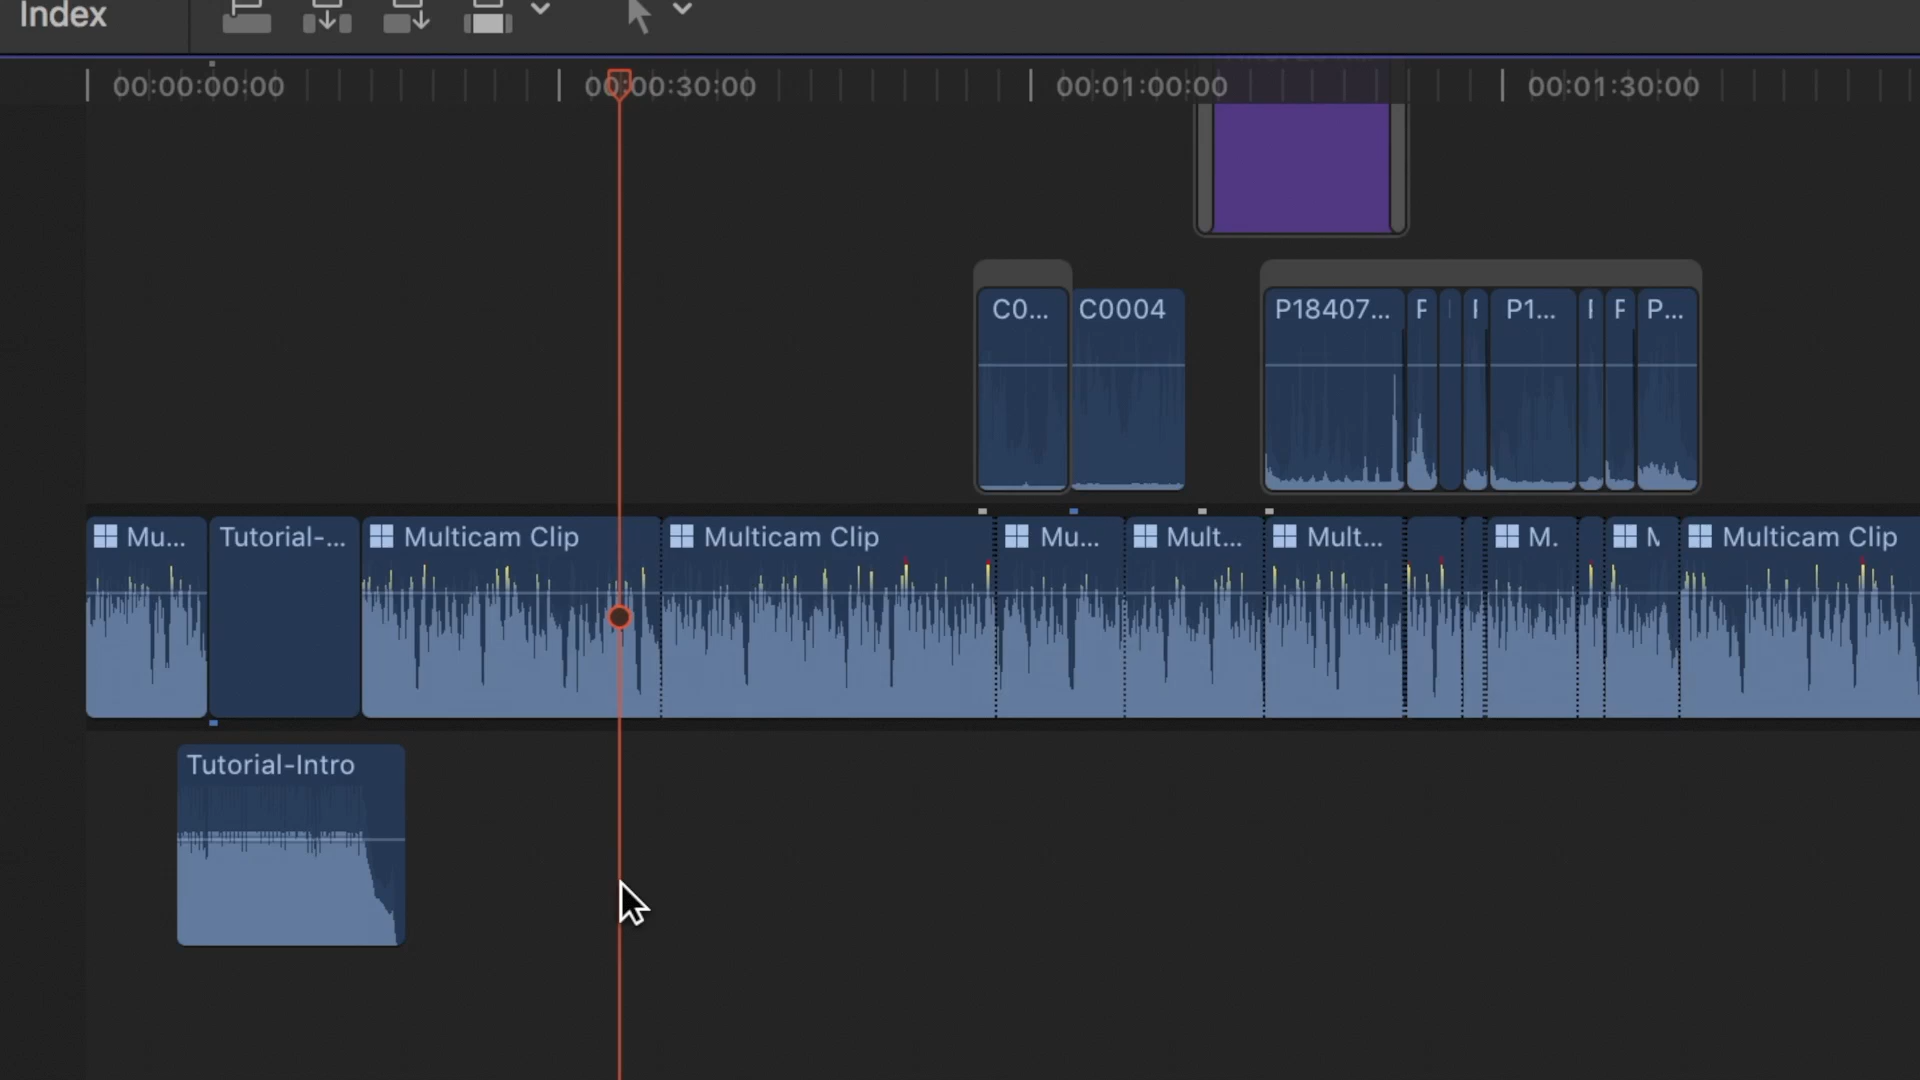 Index
00:00:00:00 00:00:30:00 00:01:00:00 00:01:30:00
C0... C0004 P18407... P1... P...
Mu... Tutorial-... Multicam Clip Multicam Clip Mu... Mult... Mult... M. Multicam Clip
Tutorial-Intro